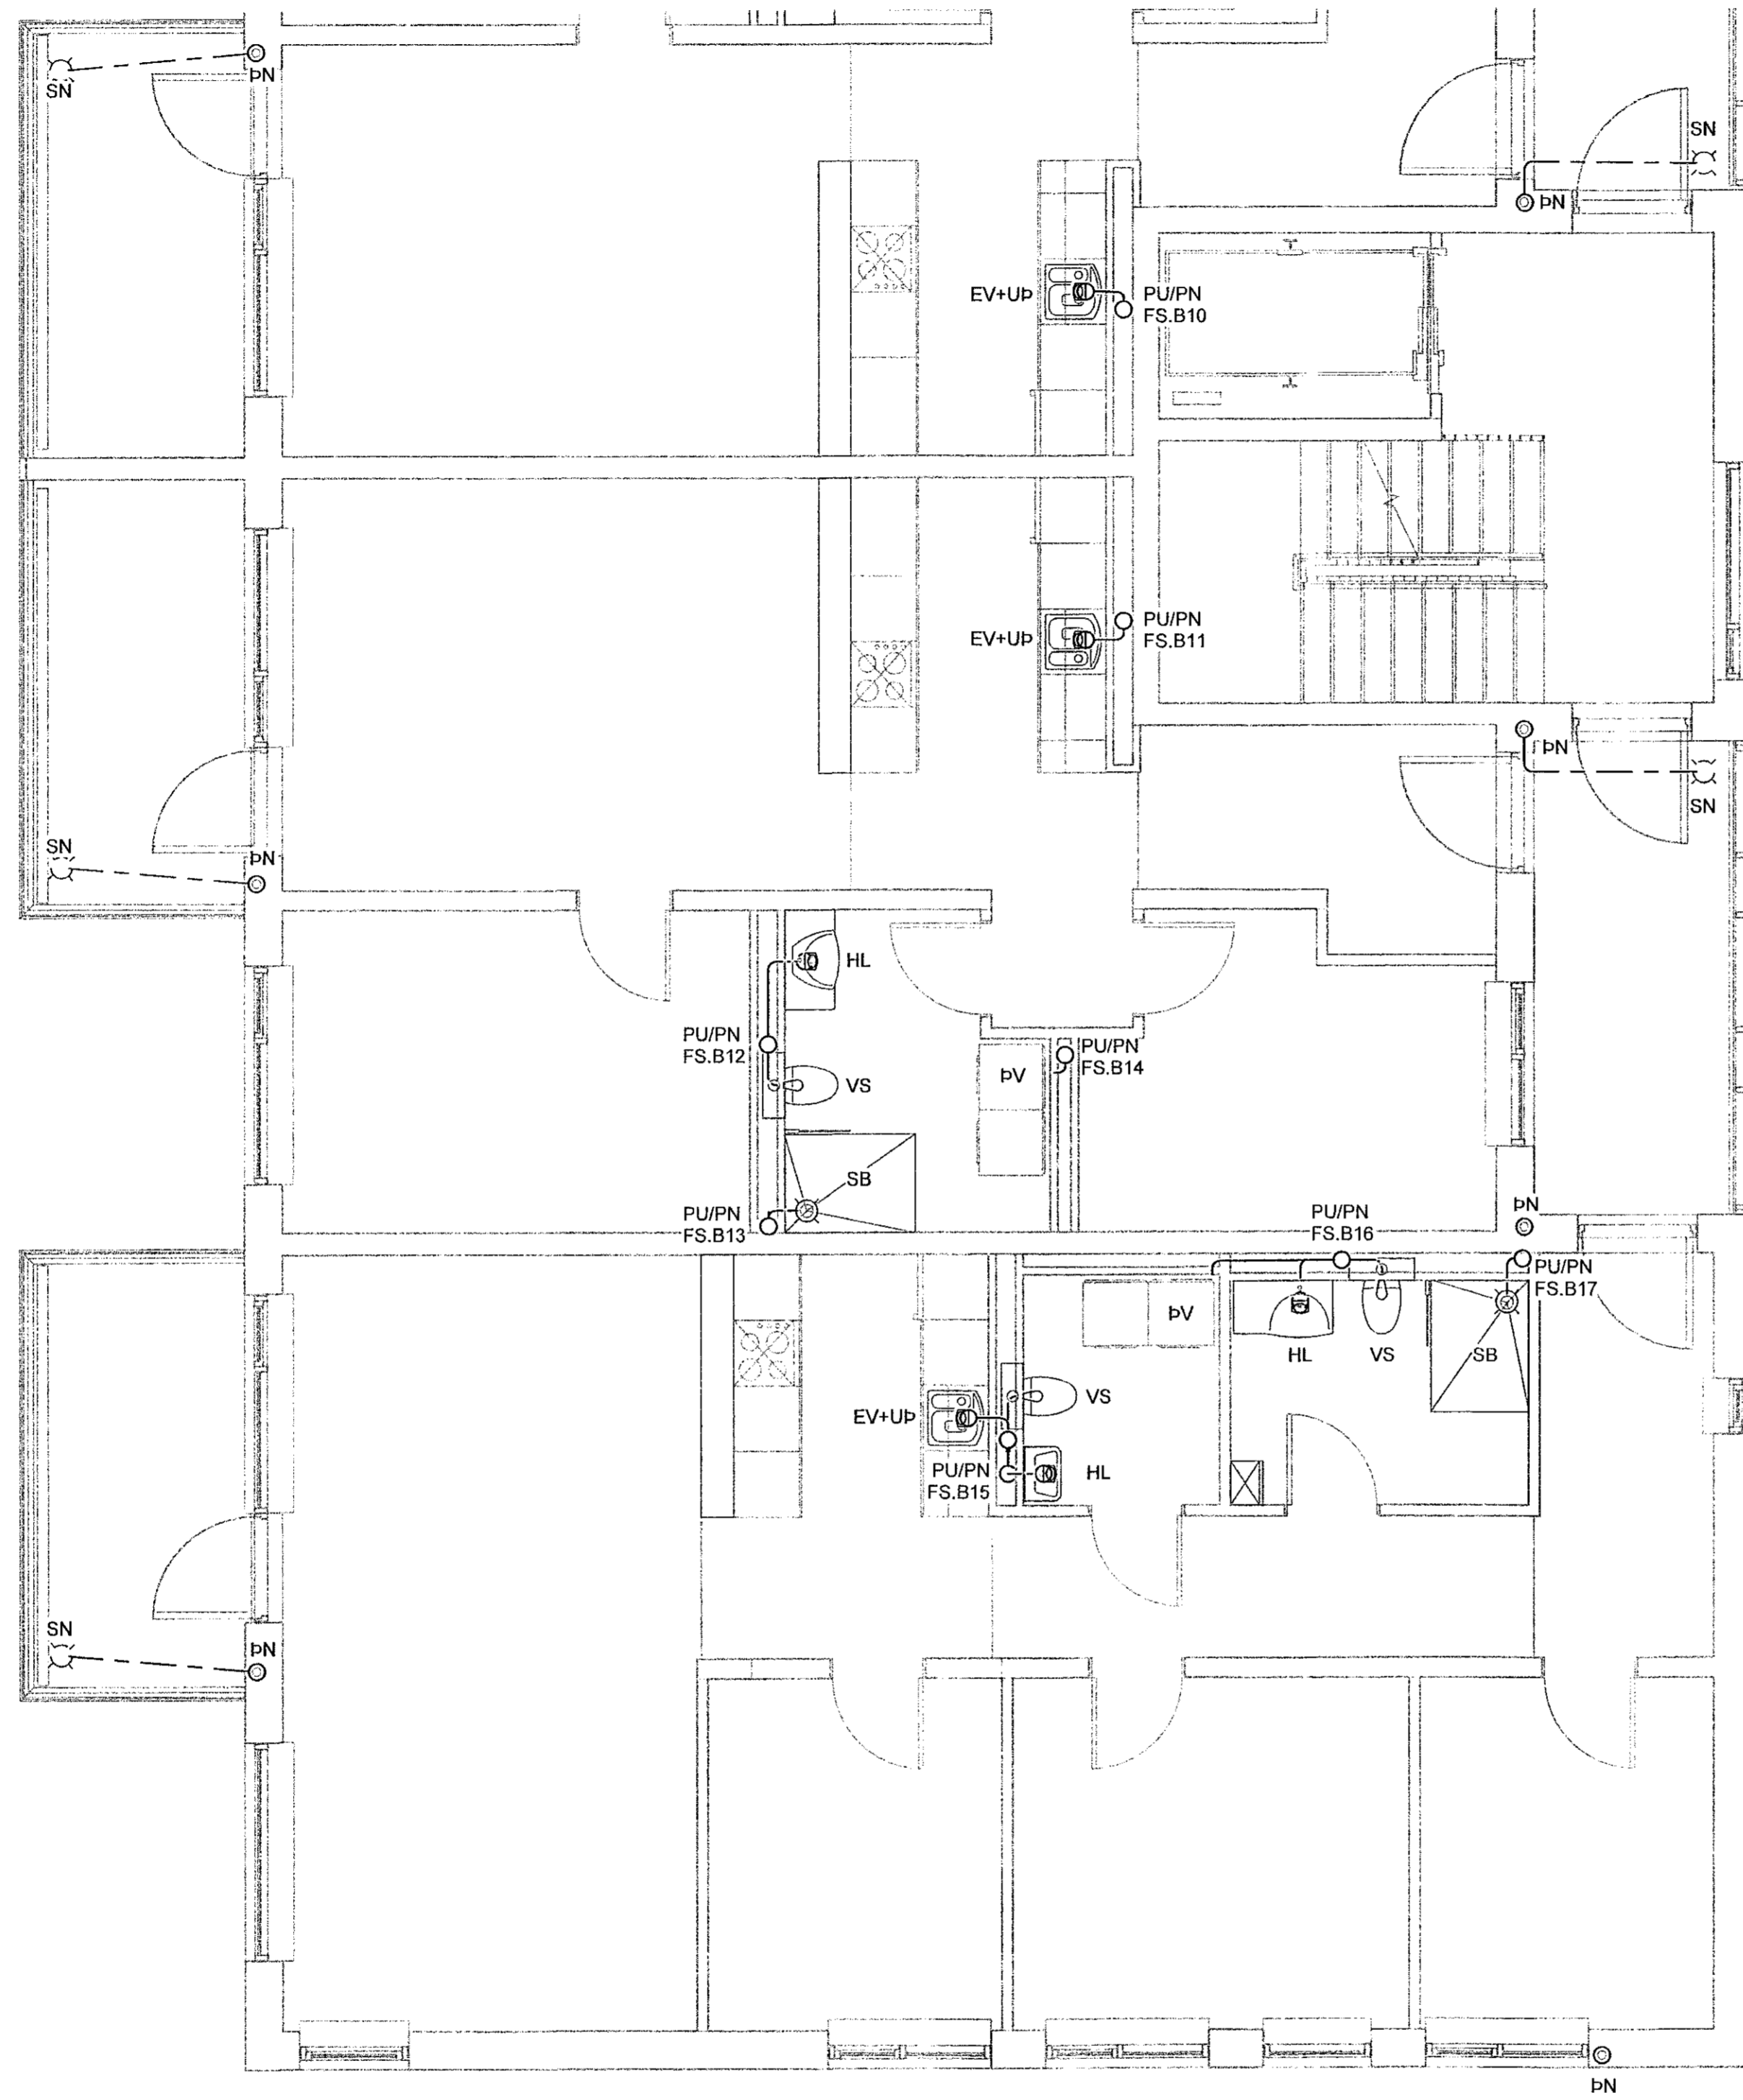 SN
ÞN
SN
ÞN
EV+UÞ
PU/PN
FS.B10
EV+UÞ
PU/PN
FS.B11
ÞN
SN
SN
ÞN
HL
PU/PN
FS.B12
VS
ÞV
PU/PN
FS.B14
SB
PU/PN
FS.B13
ÞN
PU/PN
FS.B16
PU/PN
FS.B17
ÞV
HL
VS
SB
VS
EV+UÞ
HL
PU/PN
FS.B15
SN
ÞN
ÞN